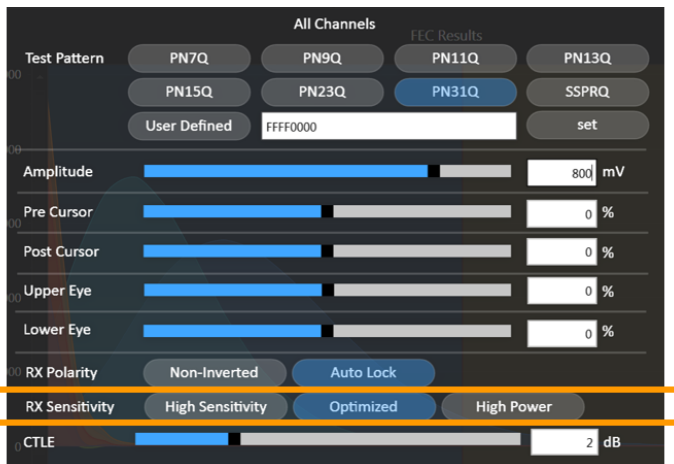 All Channels
FEC Results
Test Pattern PN7Q PN9Q PN11Q PN13Q
PN15Q PN23Q PN31Q SSPRQ
User Defined FFFF0000 set
Amplitude 800 mV
Pre Cursor 0 %
Post Cursor 0 %
Upper Eye 0 %
Lower Eye 0 %
RX Polarity Non-Inverted Auto Lock
RX Sensitivity High Sensitivity Optimized High Power
CTLE 2 dB